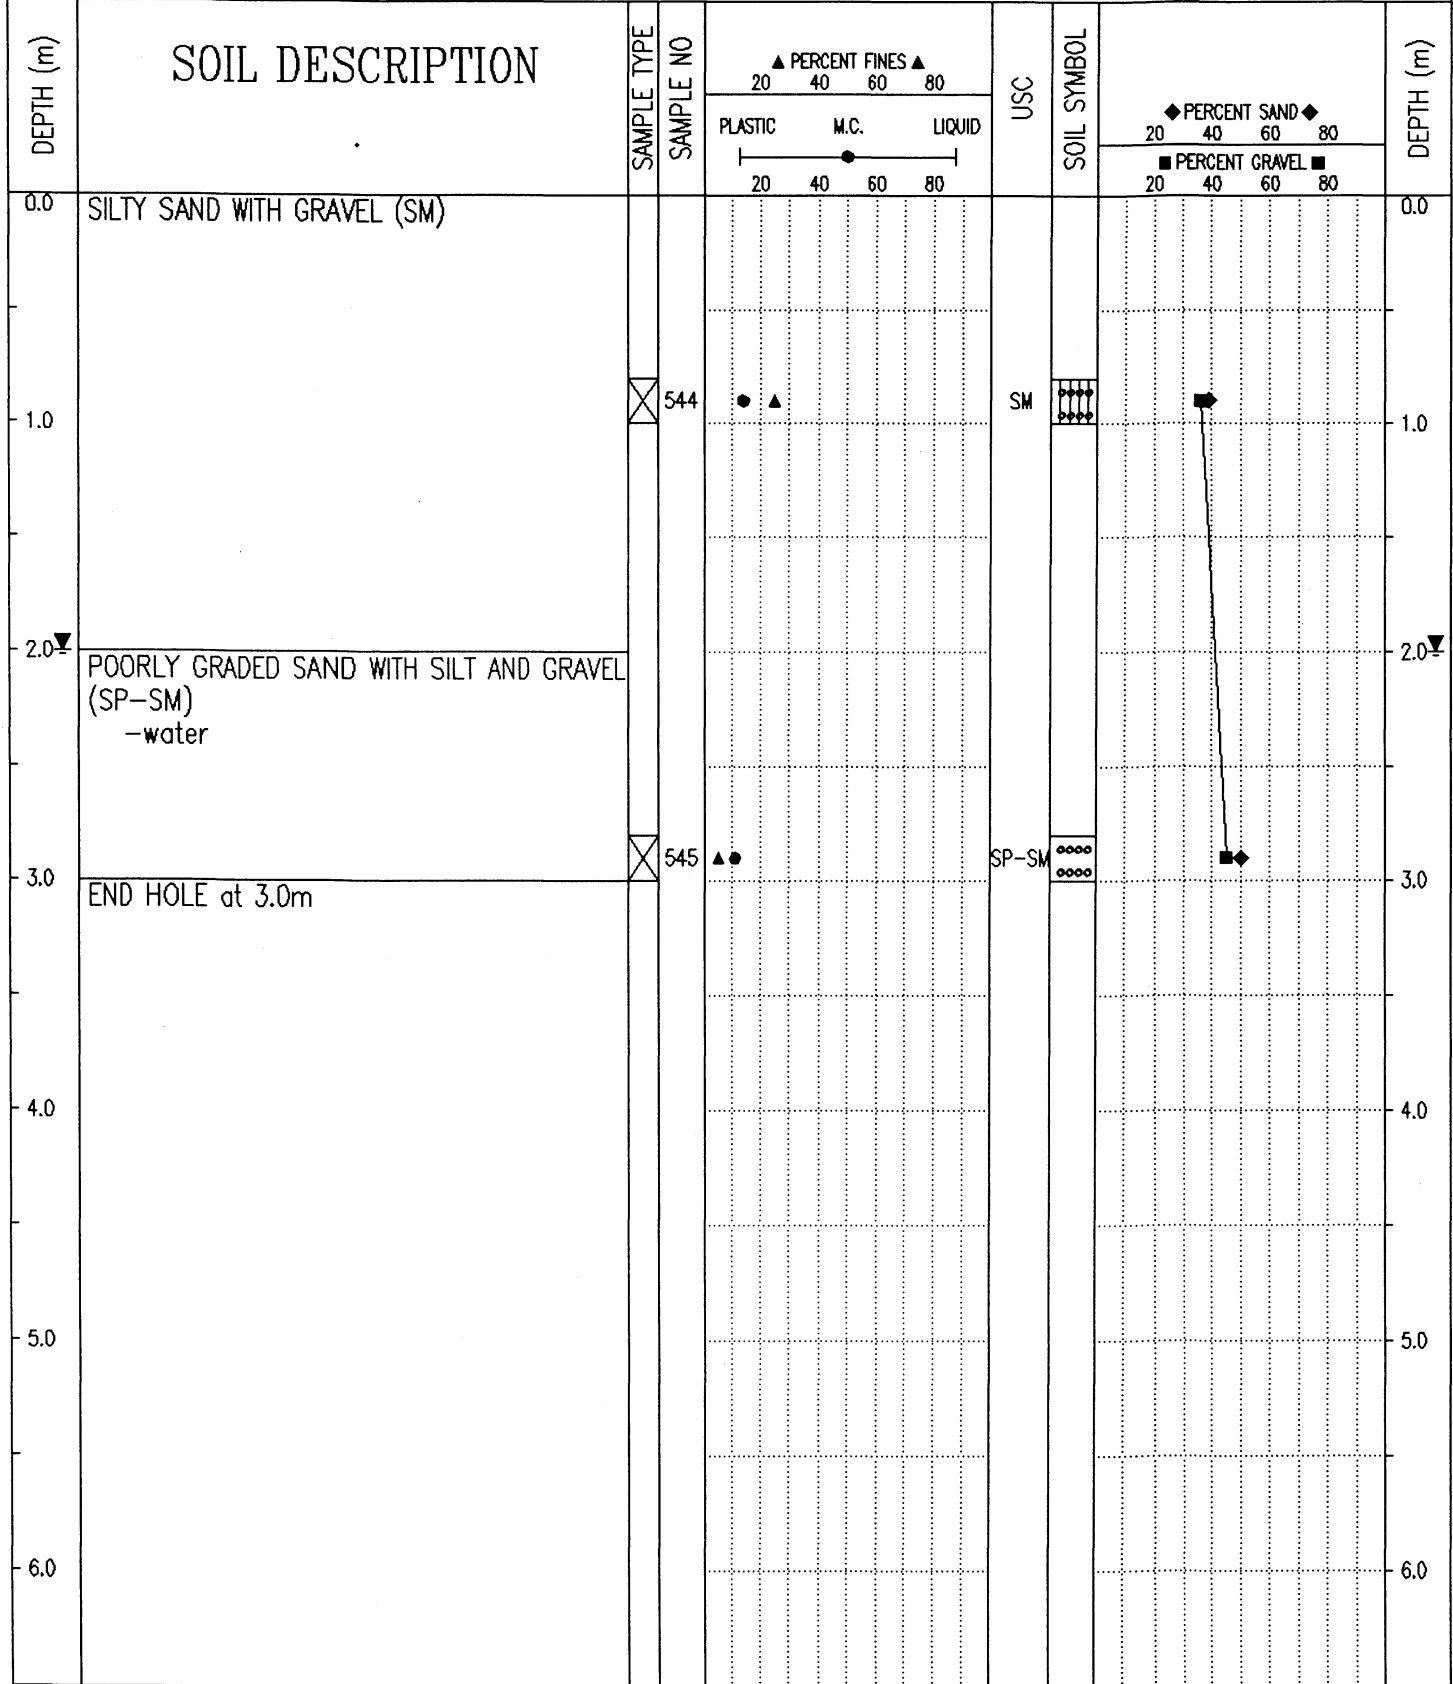 DEPTH (m)
SOIL DESCRIPTION
SAMPLE TYPE
SAMPLE NO
▲ PERCENT FINES ▲
20 40 60 80
PLASTIC M.C. LIQUID
20 40 60 80
USC
SOIL SYMBOL
◆ PERCENT SAND ◆
20 40 60 80
■ PERCENT GRAVEL ■
20 40 60 80
DEPTH (m)
0.0 SILTY SAND WITH GRAVEL (SM) 0.0
544 SM
1.0 1.0
2.0 2.0
POORLY GRADED SAND WITH SILT AND GRAVEL
(SP-SM)
-water
545 SP-SM
3.0 3.0
END HOLE at 3.0m
4.0 4.0
5.0 5.0
6.0 6.0